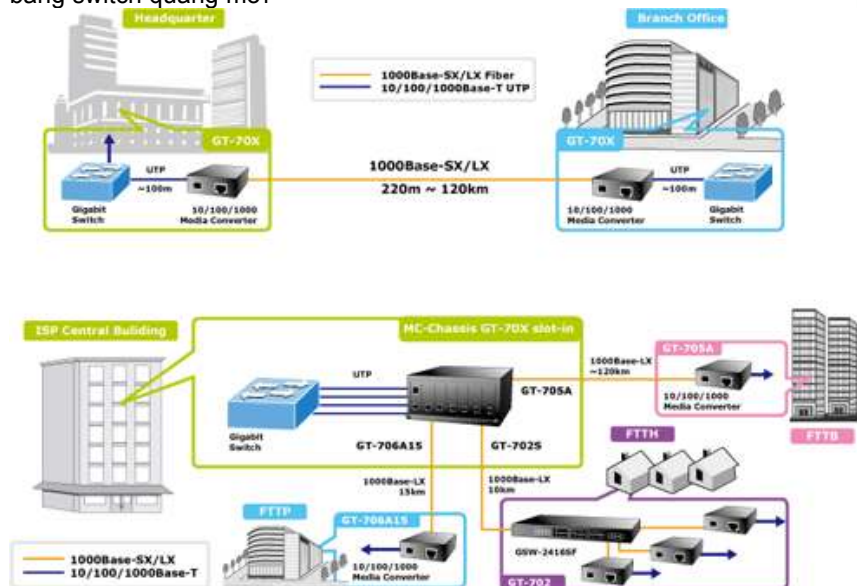 bang switch quang mc1
Headquarter
Branch Office
1000Base-SX/LX Fiber
10/100/1000Base-T UTP
GT-70X
GT-70X
UTP
~100m
Gigabit
Switch
10/100/1000
Media Converter
1000Base-SX/LX
220m ~ 120km
10/100/1000
Media Converter
UTP
~100m
Gigabit
Switch
ISP Central Buliding
MC-Chassis GT-70X slot-in
UTP
Gigabit
Switch
GT-705A
GT-706A15
GT-702S
1000Base-LX
~120km
GT-705A
10/100/1000
Media Converter
FTTB
1000Base-LX
15km
1000Base-LX
10km
FTTH
FTTP
GT-706A15
10/100/1000
Media Converter
GSW-2416SF
GT-702
1000Base-SX/LX
10/100/1000Base-T